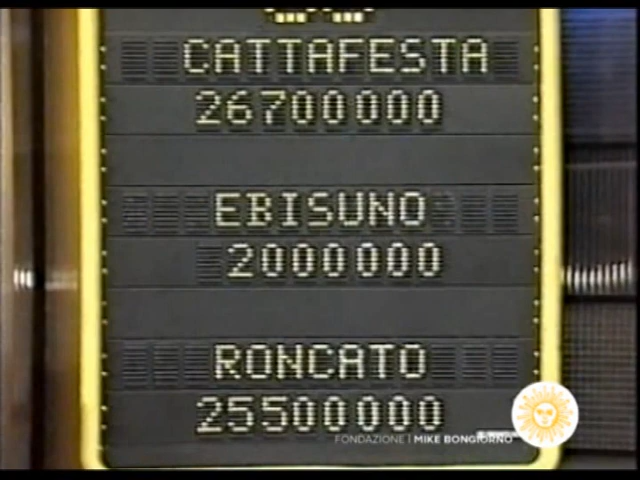 CATTAFESTA
26700000
EBISUNO
2000000
RONCATO
25500000
FONDAZIONE | MIKE BONGIORNO